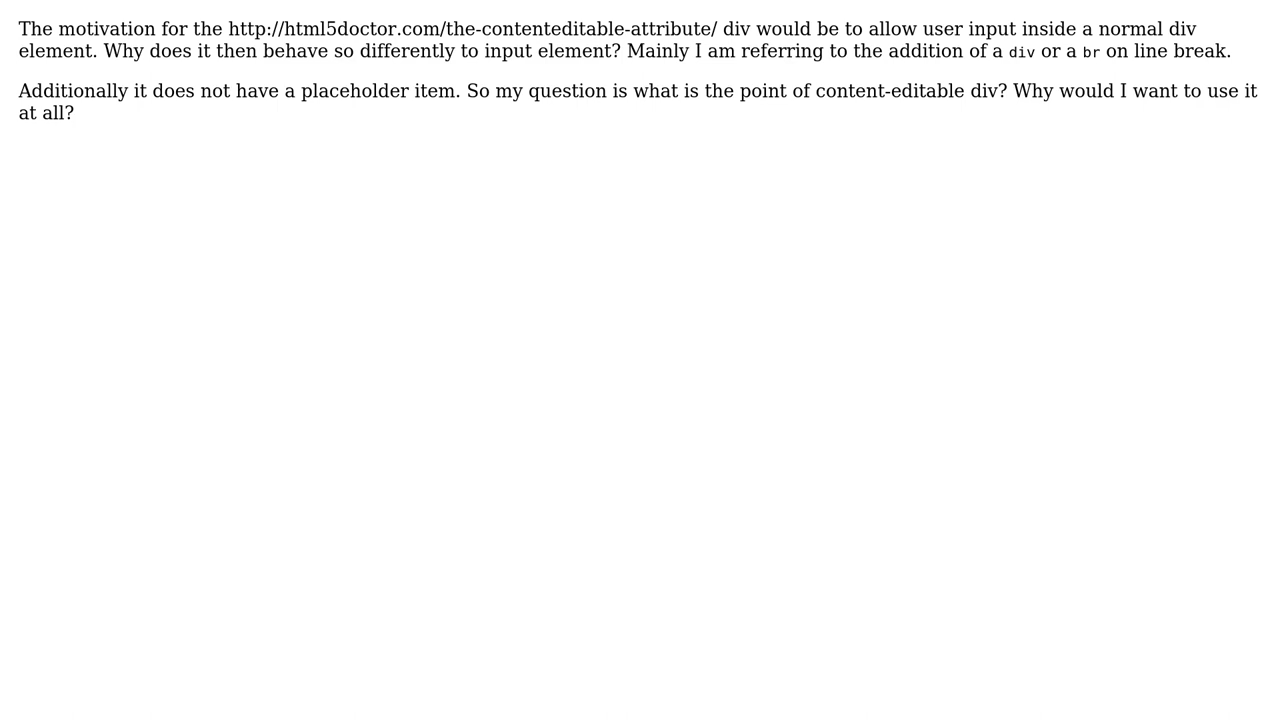 The motivation for the http://html5doctor.com/the-contenteditable-attribute/ div would be to allow user input inside a normal div
element. Why does it then behave so differently to input element? Mainly I am referring to the addition of a div or a br on line break.
Additionally it does not have a placeholder item. So my question is what is the point of content-editable div? Why would I want to use it
at all?